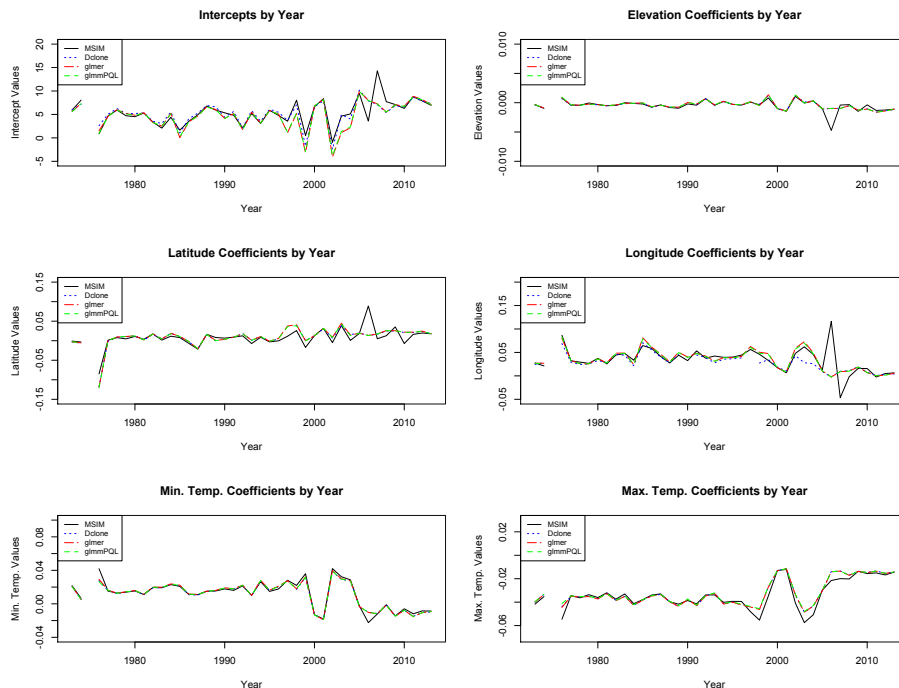 Intercepts by Year
Intercept Values
20
15
10
5
0
-5
MSIM
Dclone
glmer
glmmPQL
1980
1990
2000
2010
Year
Elevation Coefficients by Year
Elevation Values
0.010
0.000
-0.010
MSIM
Dclone
glmer
glmmPQL
1980
1990
2000
2010
Year
Latitude Coefficients by Year
Latitude Values
0.15
0.05
-0.05
-0.15
MSIM
Dclone
glmer
glmmPQL
1980
1990
2000
2010
Year
Longitude Coefficients by Year
Longitude Values
0.15
0.05
-0.05
MSIM
Dclone
glmer
glmmPQL
1980
1990
2000
2010
Year
Min. Temp. Coefficients by Year
Min. Temp. Values
0.08
0.04
0.00
-0.04
MSIM
Dclone
glmer
glmmPQL
1980
1990
2000
2010
Year
Max. Temp. Coefficients by Year
Max. Temp. Values
0.02
-0.02
-0.06
MSIM
Dclone
glmer
glmmPQL
1980
1990
2000
2010
Year